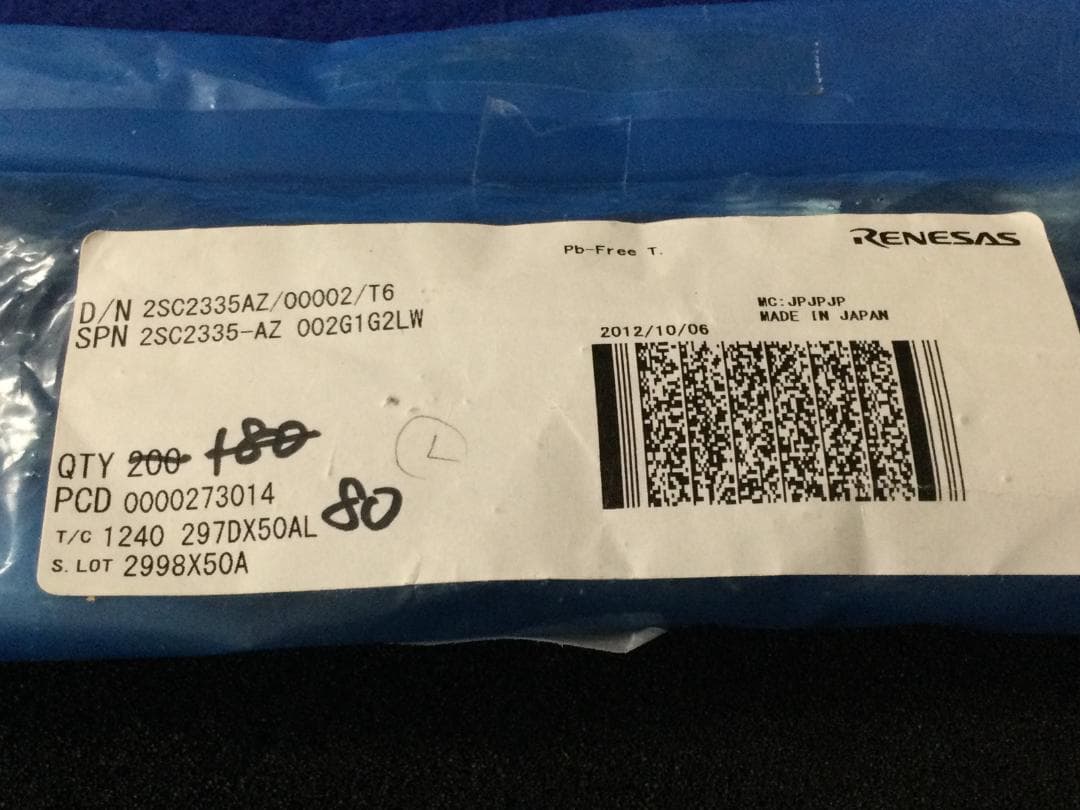 RENESAS
Pb-Free T.
D/N 2SC2335AZ/00002/T6
SPN 2SC2335-AZ 002G1G2LW
MC:JPJPJP
MADE IN JAPAN
2012/10/06
QTY 200 180
PCD 0000273014
80
T/C 1240 297DX50AL
S. LOT 2998X50A
L